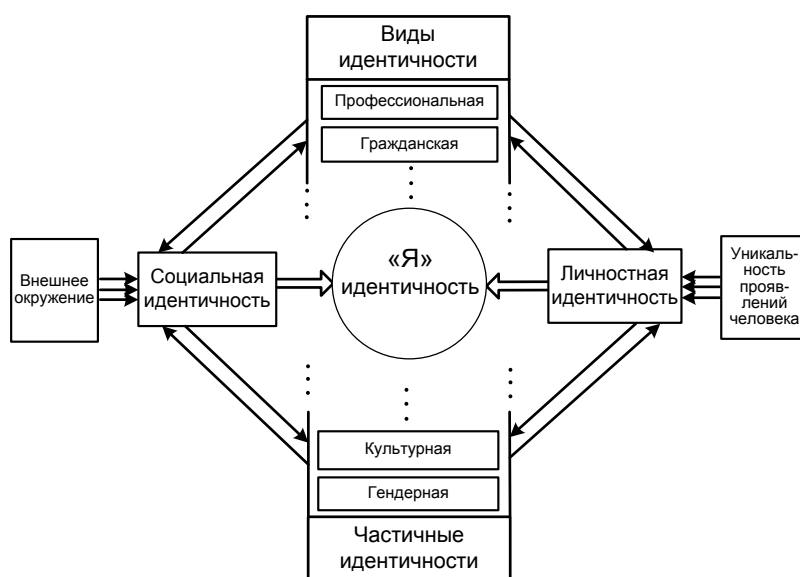 Виды
идентичности
Профессиональная
Гражданская
Внешнее
окружение
Социальная
идентичность
«Я»
идентичность
Личностная
идентичность
Уникаль-
ность
прояв-
лений
человека
Культурная
Гендерная
Частичные
идентичности